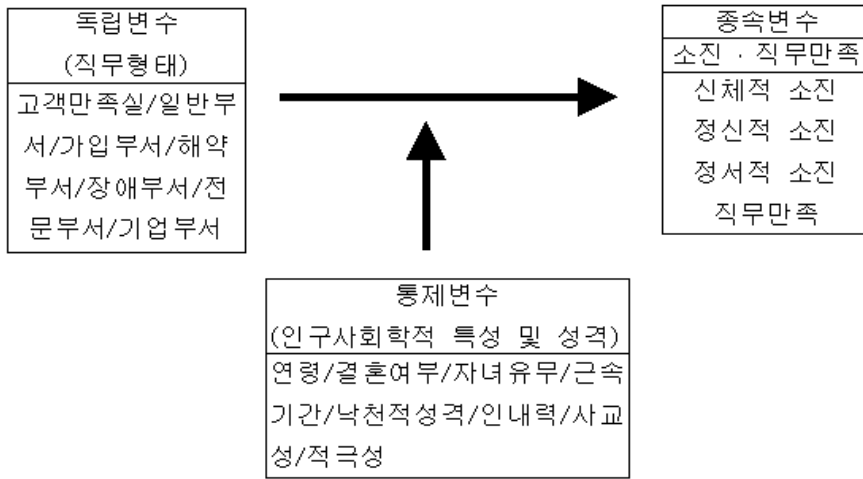 독립변수
(직무형태)
고객만족실/일반부
서/가입부서/해약
부서/장애부서/전
문부서/기업부서
종속변수
소진 · 직무만족
신체적 소진
정신적 소진
정서적 소진
직무만족
통제변수
(인구사회학적 특성 및 성격)
연령/결혼여부/자녀유무/근속
기간/낙천적성격/인내력/사교
성/적극성